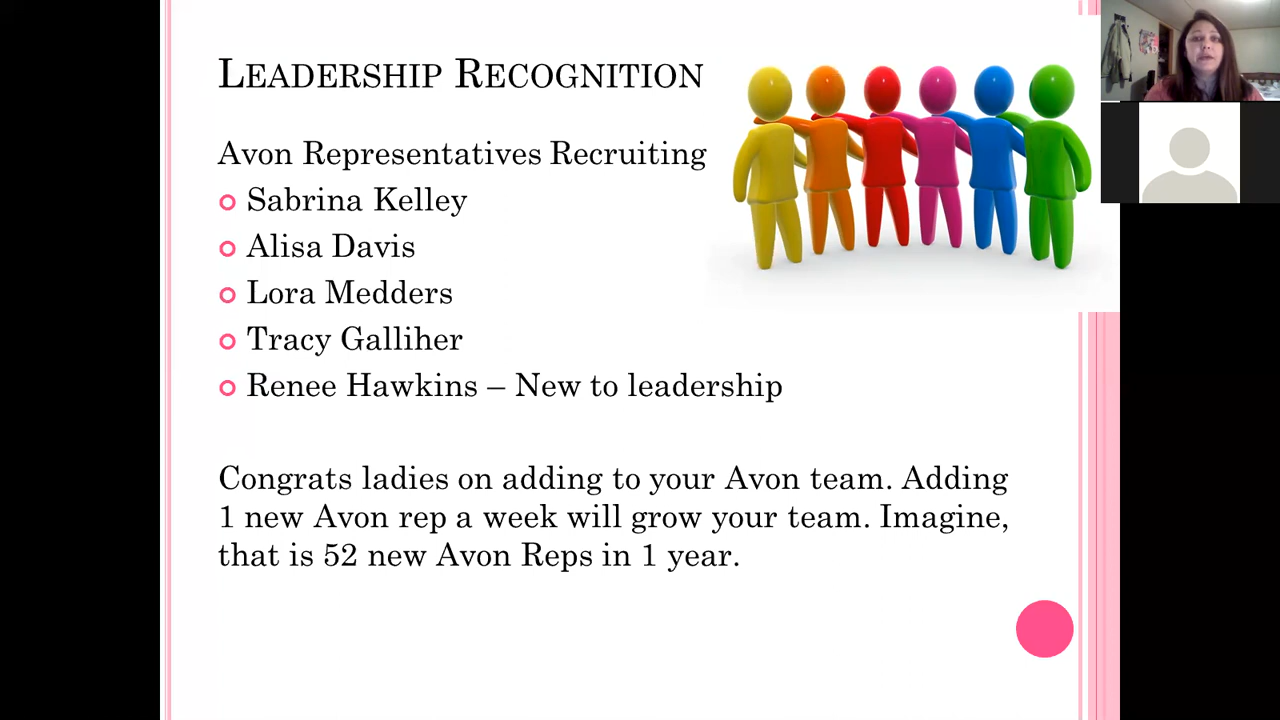 LEADERSHIP RECOGNITION
Avon Representatives Recruiting
Sabrina Kelley
Alisa Davis
Lora Medders
Tracy Galliher
Renee Hawkins – New to leadership
Congrats ladies on adding to your Avon team. Adding
1 new Avon rep a week will grow your team. Imagine,
that is 52 new Avon Reps in 1 year.